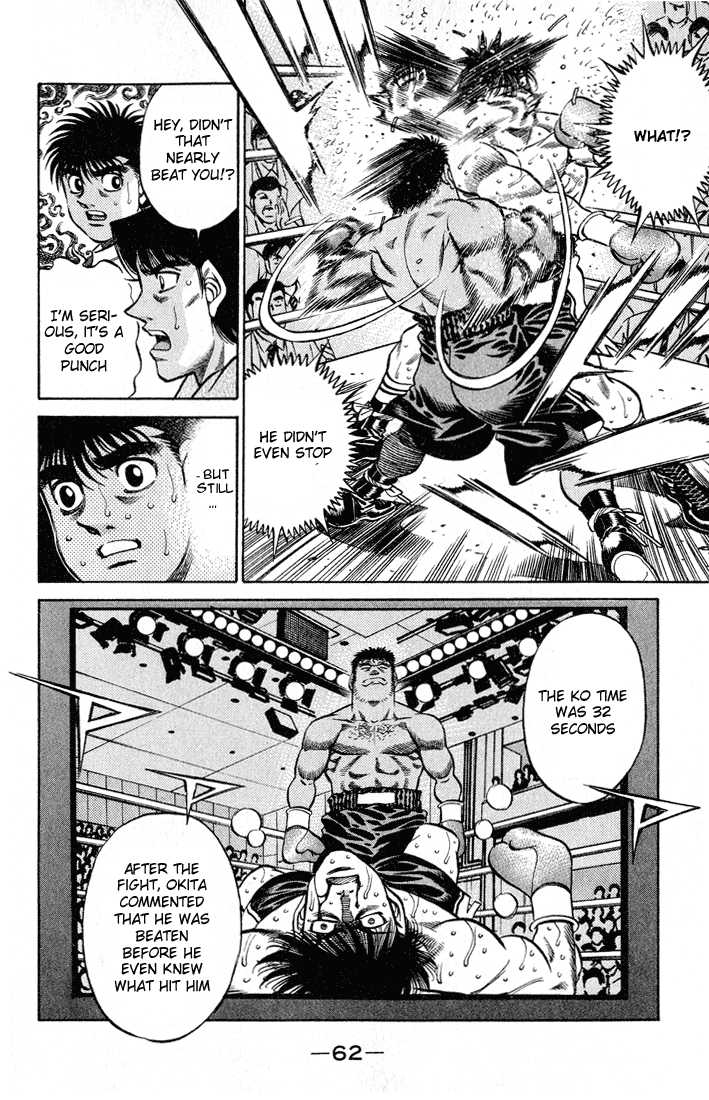 WHAT!?
HE DIDN'T
EVEN STOP
HEY, DIDN'T
THAT
NEARLY
BEAT YOU!?
I'M SERI-
OUS, IT'S A
GOOD
PUNCH
BUT
STILL
...
THE KO TIME
WAS 32
SECONDS
AFTER THE
FIGHT, OKITA
COMMENTED
THAT HE WAS
BEATEN
BEFORE HE
EVEN KNEW
WHAT HIT HIM
—62—